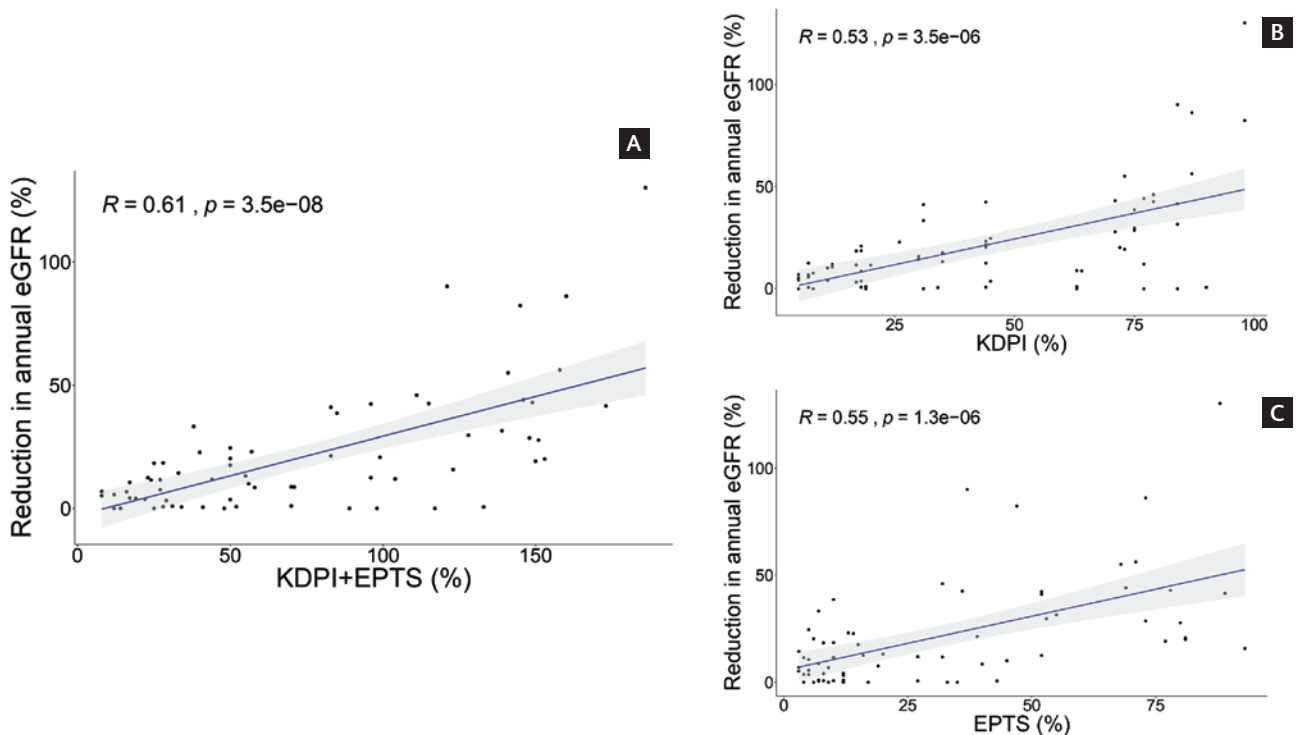 A
R = 0.61 , p = 3.5e−08
Reduction in annual eGFR (%)
100
50
0
0
50
100
150
KDPI+EPTS (%)
B
R = 0.53 , p = 3.5e−06
Reduction in annual eGFR (%)
100
50
0
25
50
75
100
KDPI (%)
C
R = 0.55 , p = 1.3e−06
Reduction in annual eGFR (%)
100
50
0
0
25
50
75
EPTS (%)